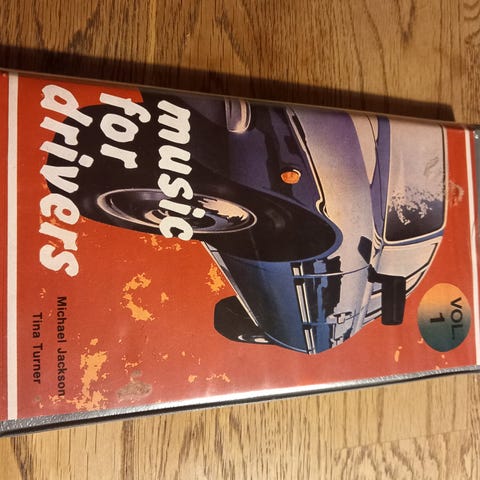 VOL.
1
music
for
drivers
Michael Jackson
Tina Turner